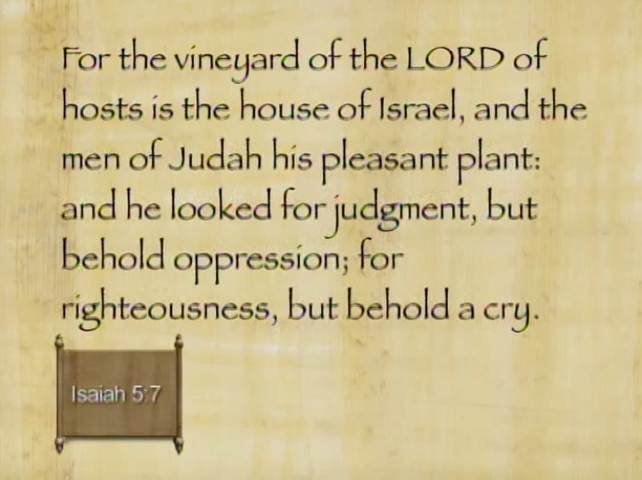 For the vineyard of the LORD of
hosts is the house of Israel, and the
men of Judah his pleasant plant:
and he looked for judgment, but
behold oppression; for
righteousness, but behold a cry.
Isaiah 5:7